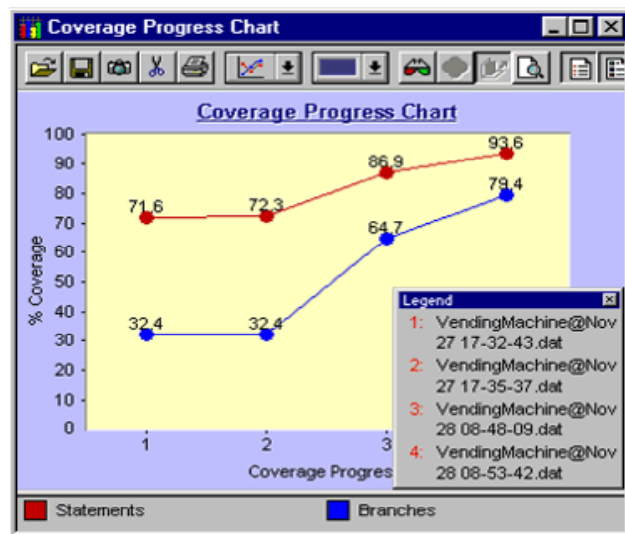 Coverage Progress Chart
Coverage Progress Chart
100
90
80
70
60
50
40
30
20
10
0
% Coverage
71,6
72,3
86,9
93,6
32,4
32,4
64,7
79,4
1
2
3
Coverage Progres
Legend
1: VendingMachine@Nov
27 17-32-43.dat
2: VendingMachine@Nov
27 17-35-37.dat
3: VendingMachine@Nov
28 08-48-09.dat
4: VendingMachine@Nov
28 08-53-42.dat
Statements
Branches